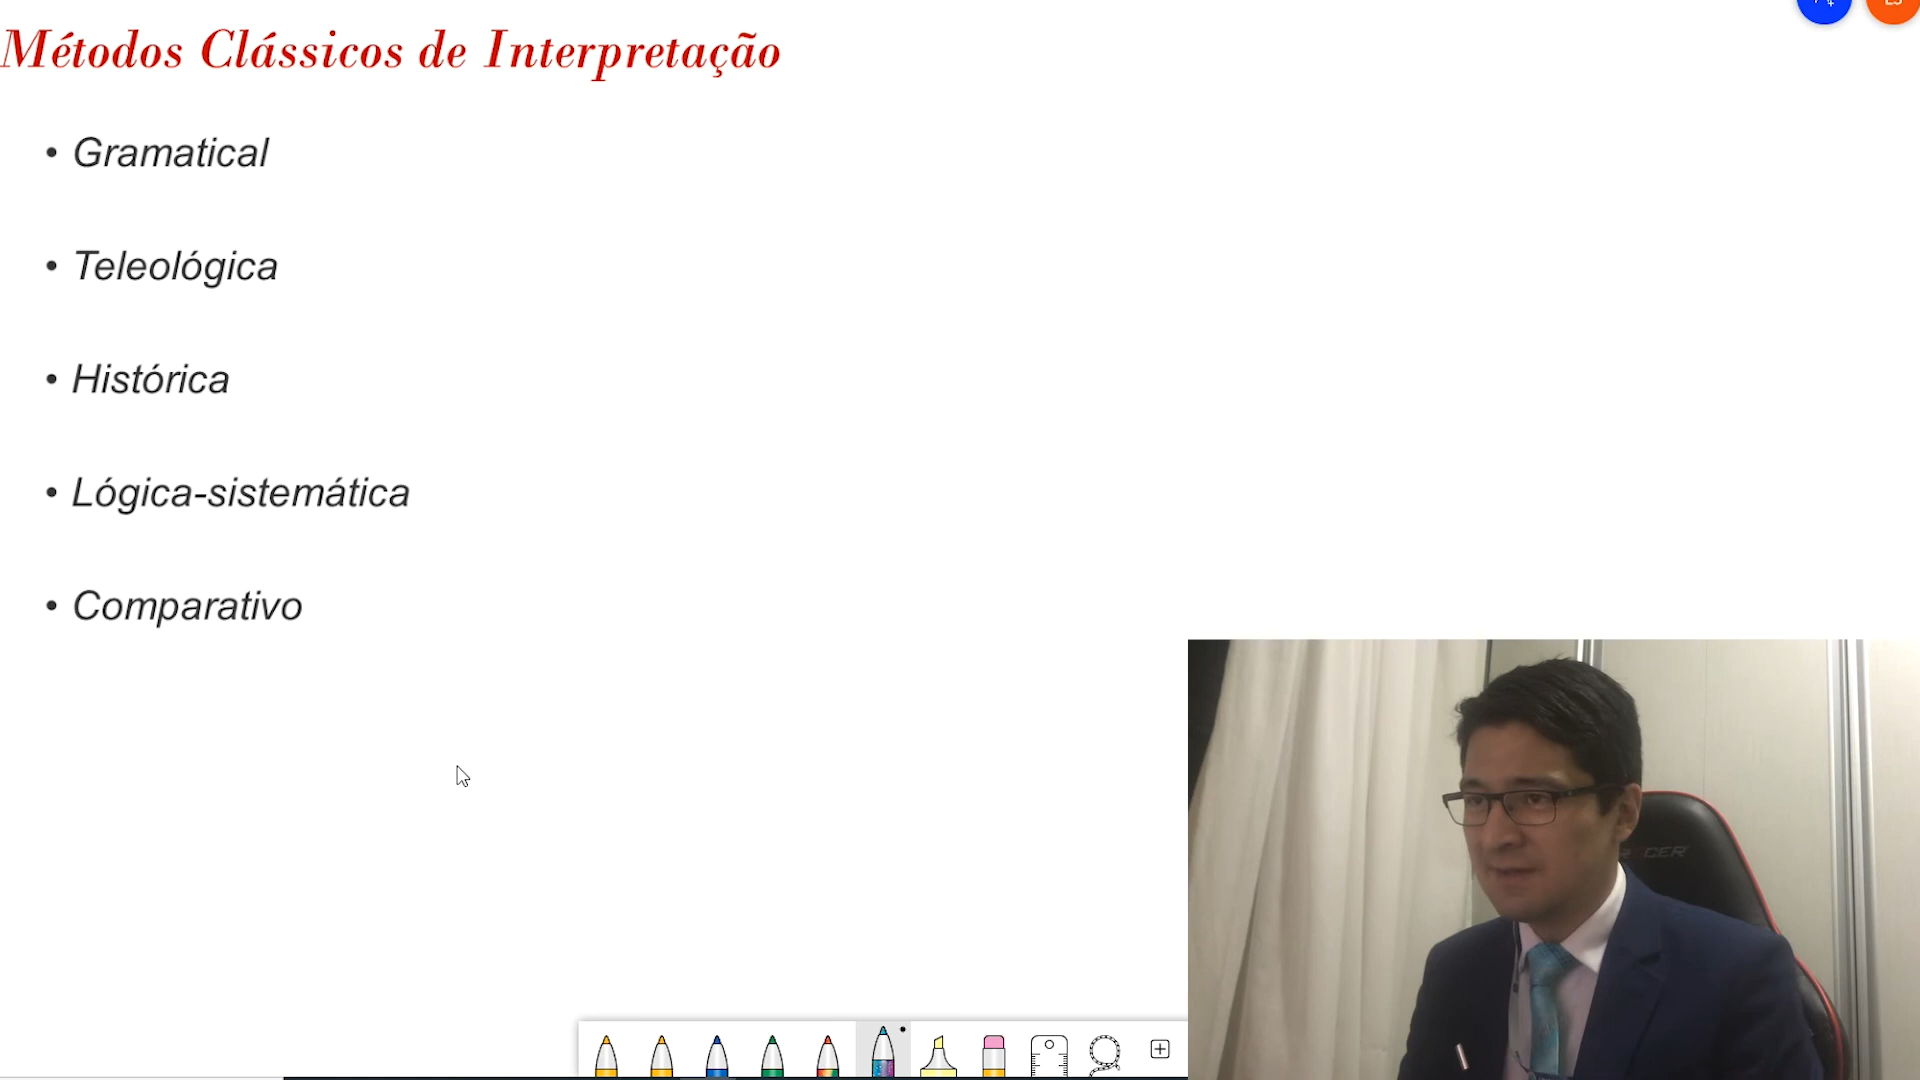 Métodos Clássicos de Interpretação
• Gramatical
• Teleológica
• Histórica
• Lógica-sistemática
• Comparativo